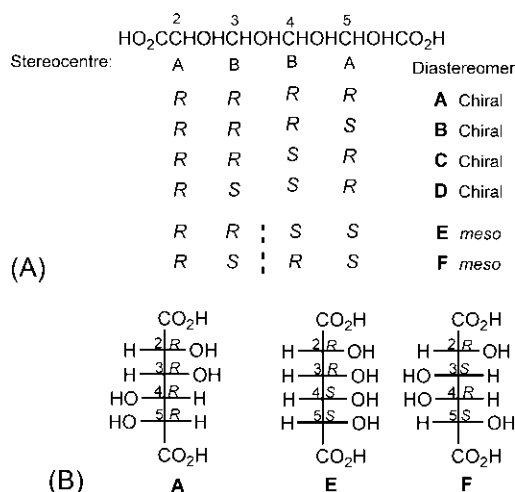 2 3 4 5
HO2CCHOHCHOHCHOHCHOHCO2H
Stereocentre: A B B A Diastereomer
R R R R A Chiral
R R R S B Chiral
R R S R C Chiral
R S S R D Chiral
R R S S E meso
(A) R S R S F meso
CO2H CO2H CO2H
H 2 R OH H 2 R OH H 2 R OH
H 3 R OH H 3 R OH HO 3 S H
HO 4 R H H 4 S OH HO 4 R H
HO 5 R H H 5 S OH H 5 S OH
CO2H CO2H CO2H
(B) A E F